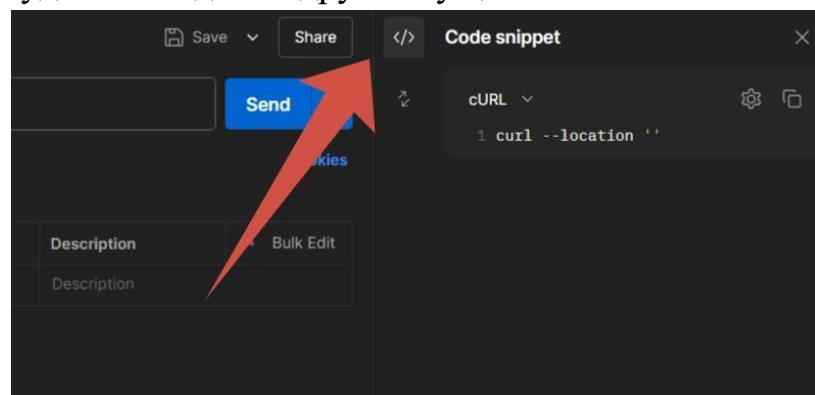 Save
Share
</> Code snippet
Send
cURL
1 curl --location ''
Description
Bulk Edit
Description